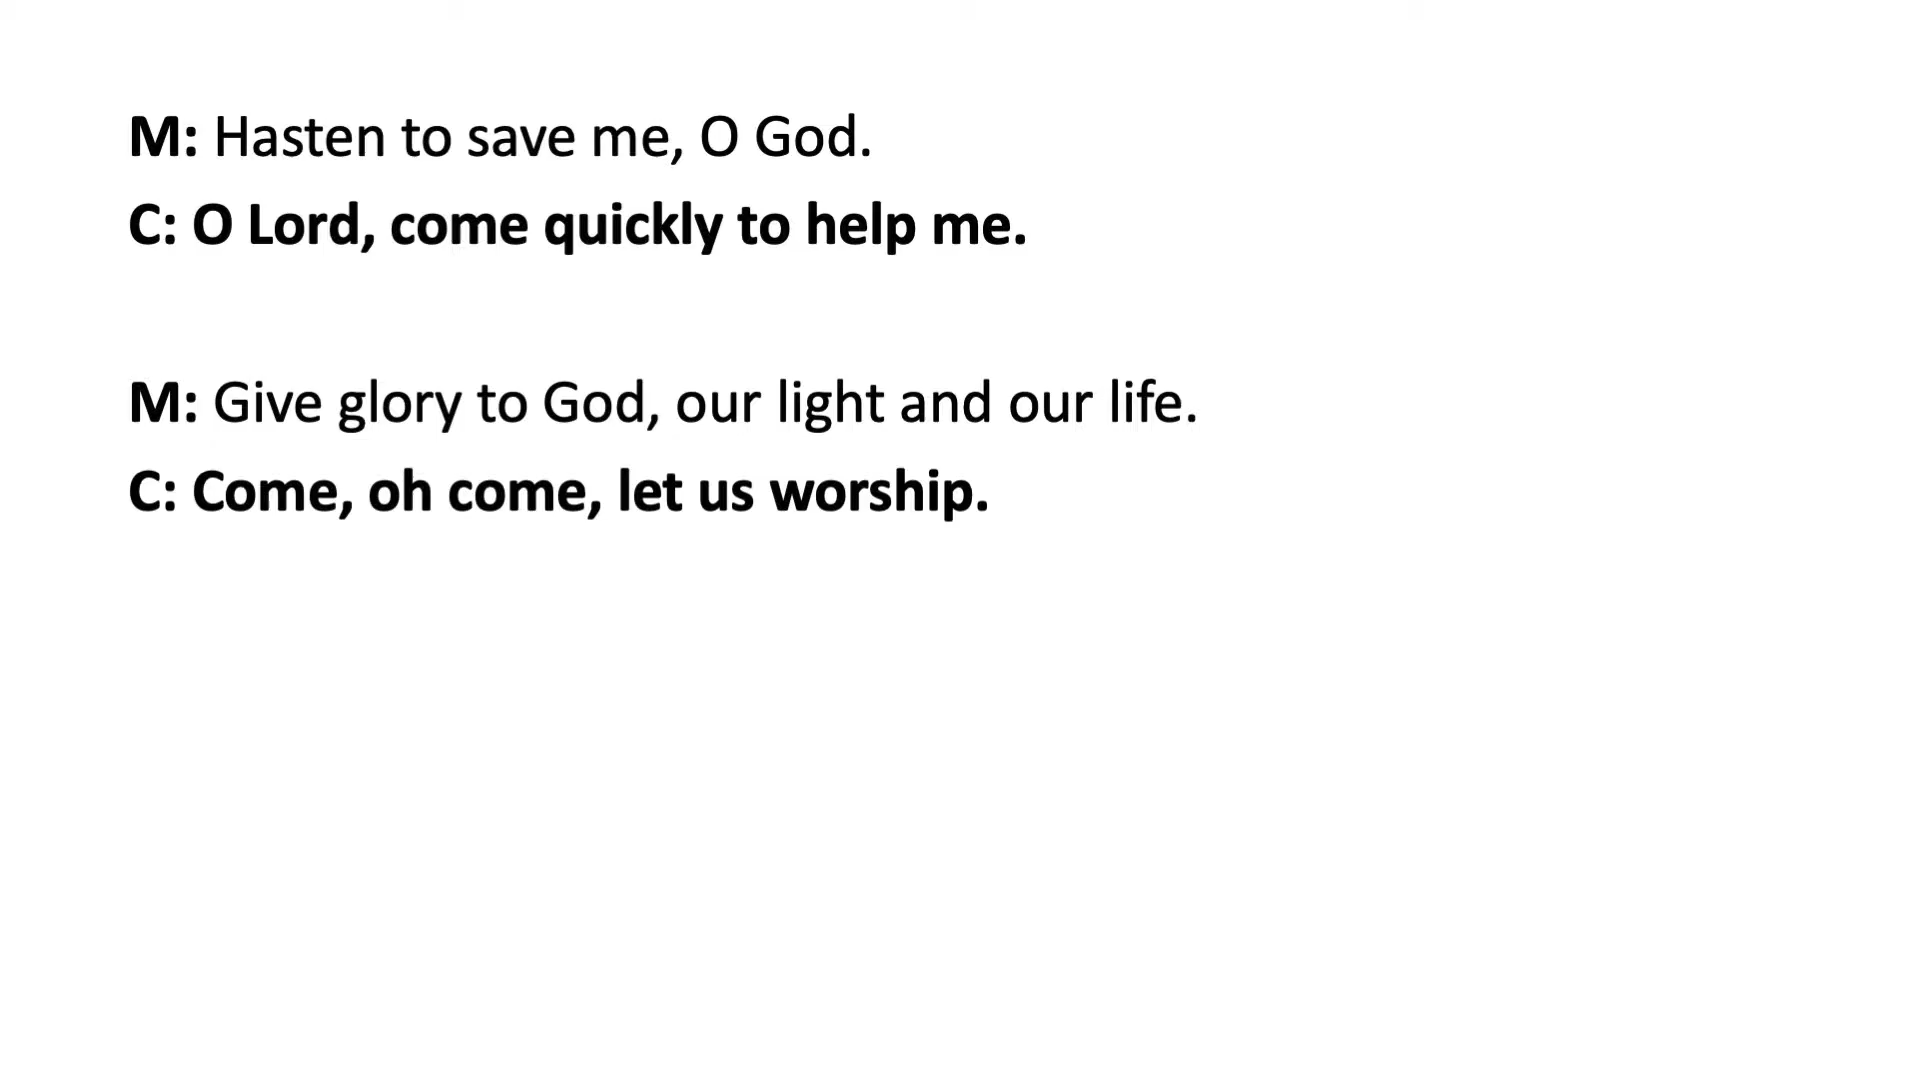 M: Hasten to save me, O God.
C: O Lord, come quickly to help me.
M: Give glory to God, our light and our life.
C: Come, oh come, let us worship.